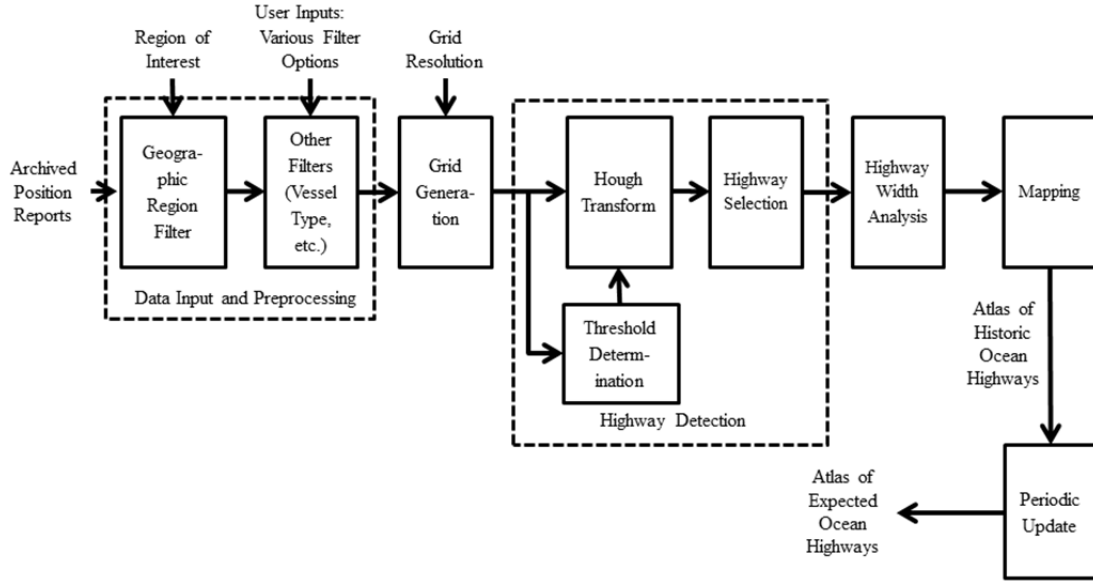 Region of
Interest
User Inputs:
Various Filter
Options
Grid
Resolution
Archived
Position
Reports
Geogra-
phic
Region
Filter
Other
Filters
(Vessel
Type,
etc.)
Data Input and Preprocessing
Grid
Genera-
tion
Hough
Transform
Highway
Selection
Threshold
Determ-
ination
Highway Detection
Highway
Width
Analysis
Mapping
Atlas of
Historic
Ocean
Highways
Periodic
Update
Atlas of
Expected
Ocean
Highways